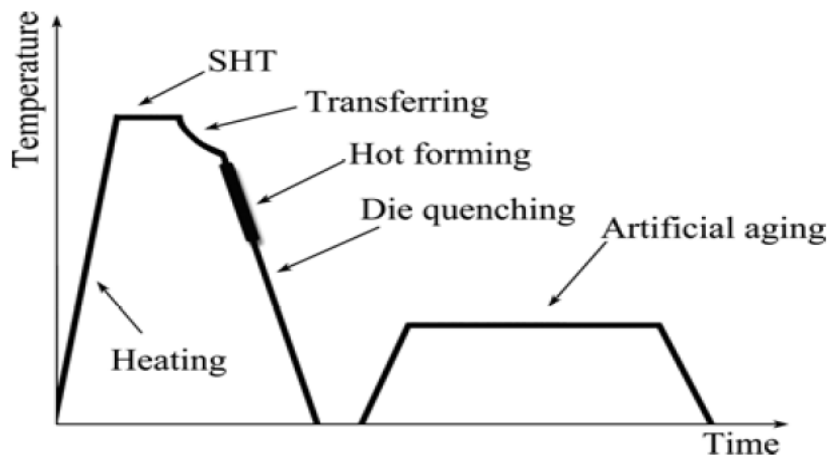 Temperature
SHT
Transferring
Hot forming
Die quenching
Artificial aging
Heating
Time